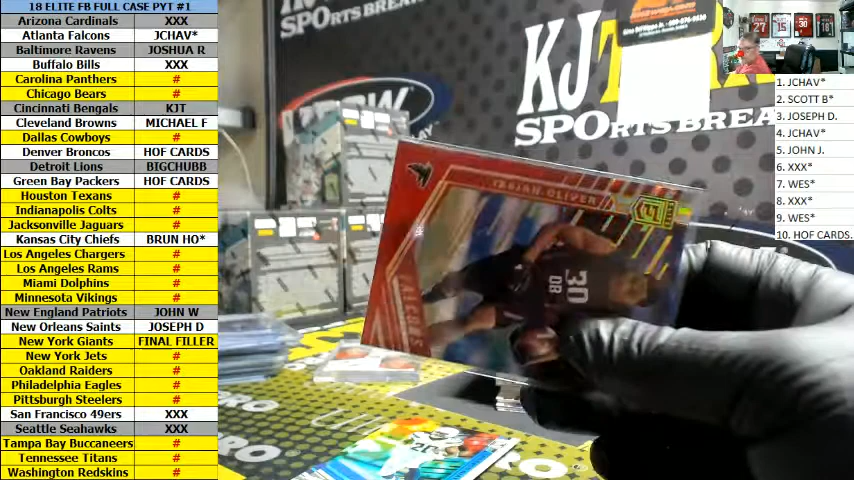 18 ELITE FB FULL CASE PYT #1
Arizona Cardinals XXX
Atlanta Falcons JCHAV*
Baltimore Ravens JOSHUA R
Buffalo Bills XXX
Carolina Panthers #
Chicago Bears #
Cincinnati Bengals KJT
Cleveland Browns MICHAEL F
Dallas Cowboys #
Denver Broncos HOF CARDS
Detroit Lions BIGCHUBB
Green Bay Packers HOF CARDS
Houston Texans #
Indianapolis Colts #
Jacksonville Jaguars #
Kansas City Chiefs BRUN HO*
Los Angeles Chargers #
Los Angeles Rams #
Miami Dolphins #
Minnesota Vikings #
New England Patriots JOHN W
New Orleans Saints JOSEPH D
New York Giants FINAL FILLER
New York Jets #
Oakland Raiders #
Philadelphia Eagles #
Pittsburg Steelers #
San Francisco 49ers XXX
Seattle Seahawks XXX
Tampa Bay Buccaneers #
Tennessee Titans #
Washington Redskins #
KJT
SPORTS BREA
ISAIAH OLIVER
FALCONS
30
DB
1. JCHAV*
2. SCOTT B*
3. JOSEPH D.
4. JCHAV*
5. JOHN J.
6. XXX*
7. WES*
8. XXX*
9. WES*
10. HOF CARDS.